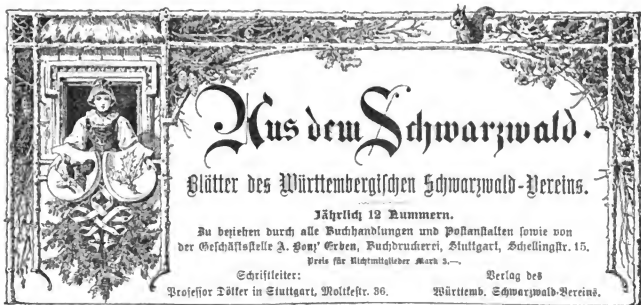 Aus dem Schwarzwald.
Blätter des Württembergischen Schwarzwald-Vereins.
Jährlich 12 Nummern.
Zu beziehen durch alle Buchhandlungen und Postanstalten sowie von
der Geschäftsstelle A. Bonz' Erben, Buchdruckerei, Stuttgart, Schellingstr. 15.
Preis für Nichtmitglieder Mark 5.—.
Schriftleiter:
Professor Dölker in Stuttgart, Moltkestr. 36.
Verlag des
Württemb. Schwarzwald-Vereins.